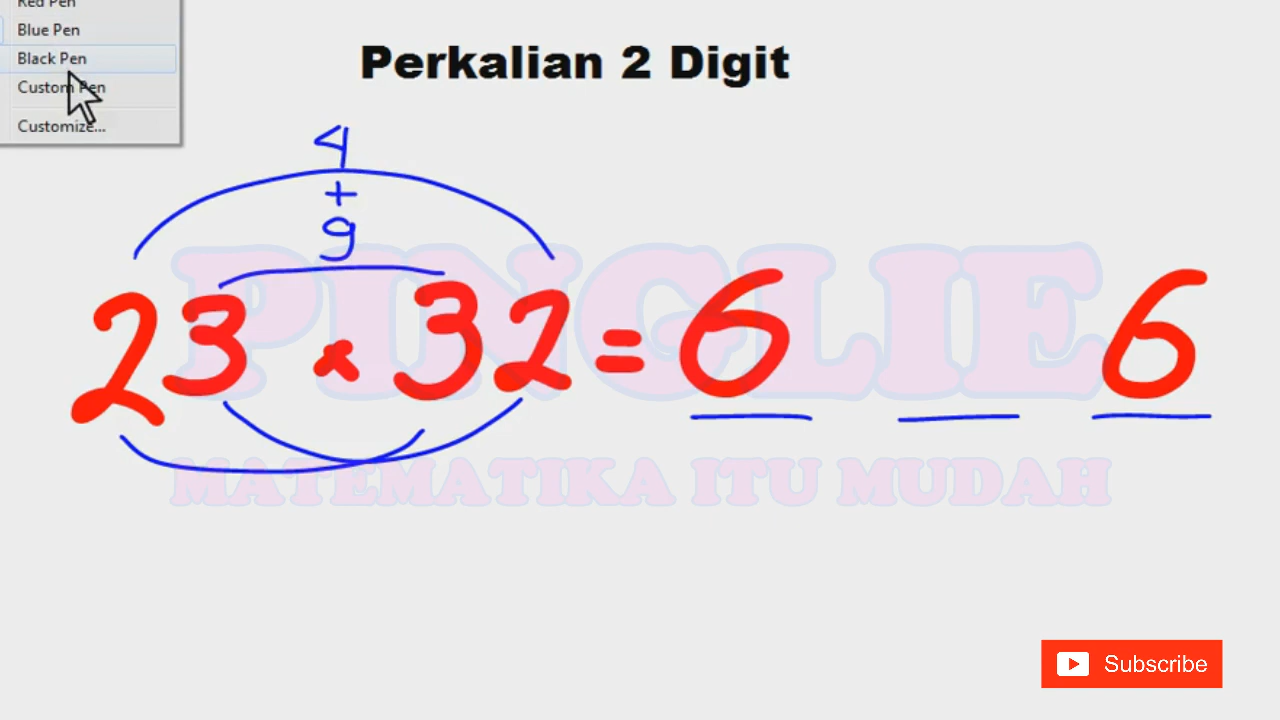 Red Pen
Blue Pen
Black Pen
Custom Pen
Customize...
Perkalian 2 Digit
4
+
9
23 × 32 = 6 6
PINGLIE
MATEMATIKA ITU MUDAH
Subscribe